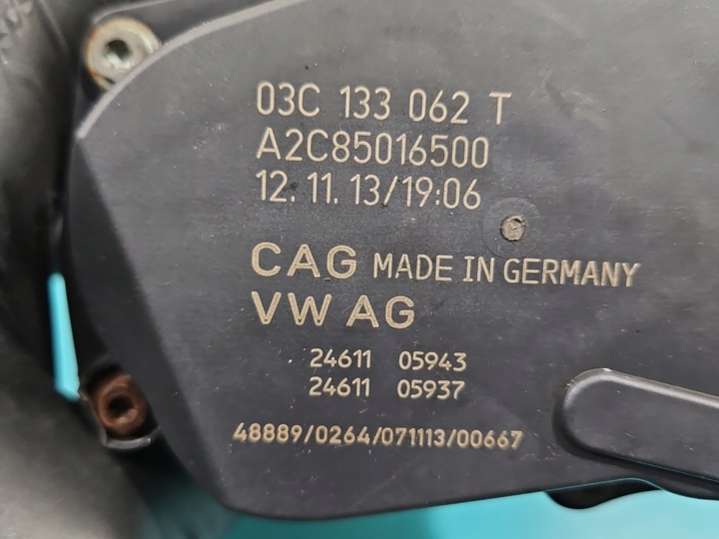 03C 133 062 T
A2C85016500
12.11.13/19:06
CAG MADE IN GERMANY
VW AG
24611 05943
24611 05937
48889/0264/071113/00667